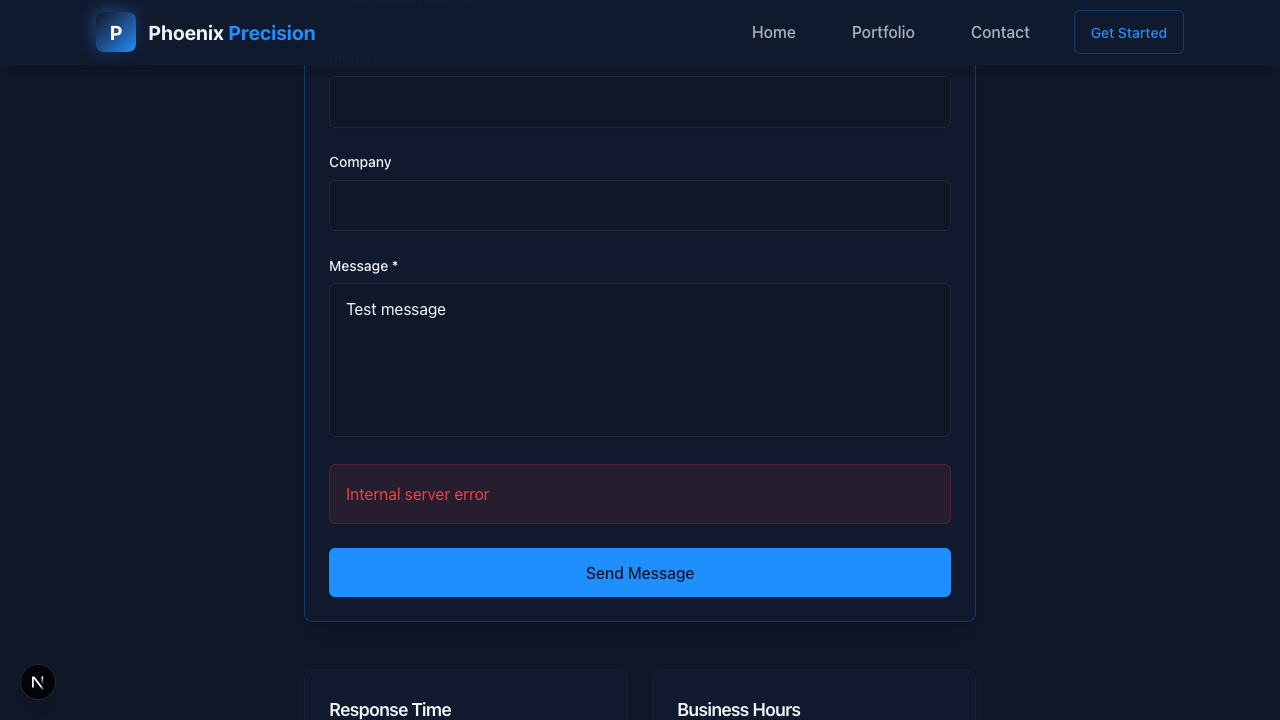 P
Phoenix Precision
Home
Portfolio
Contact
Get Started
Company
Message *
Test message
Internal server error
Send Message
N
Response Time
Business Hours